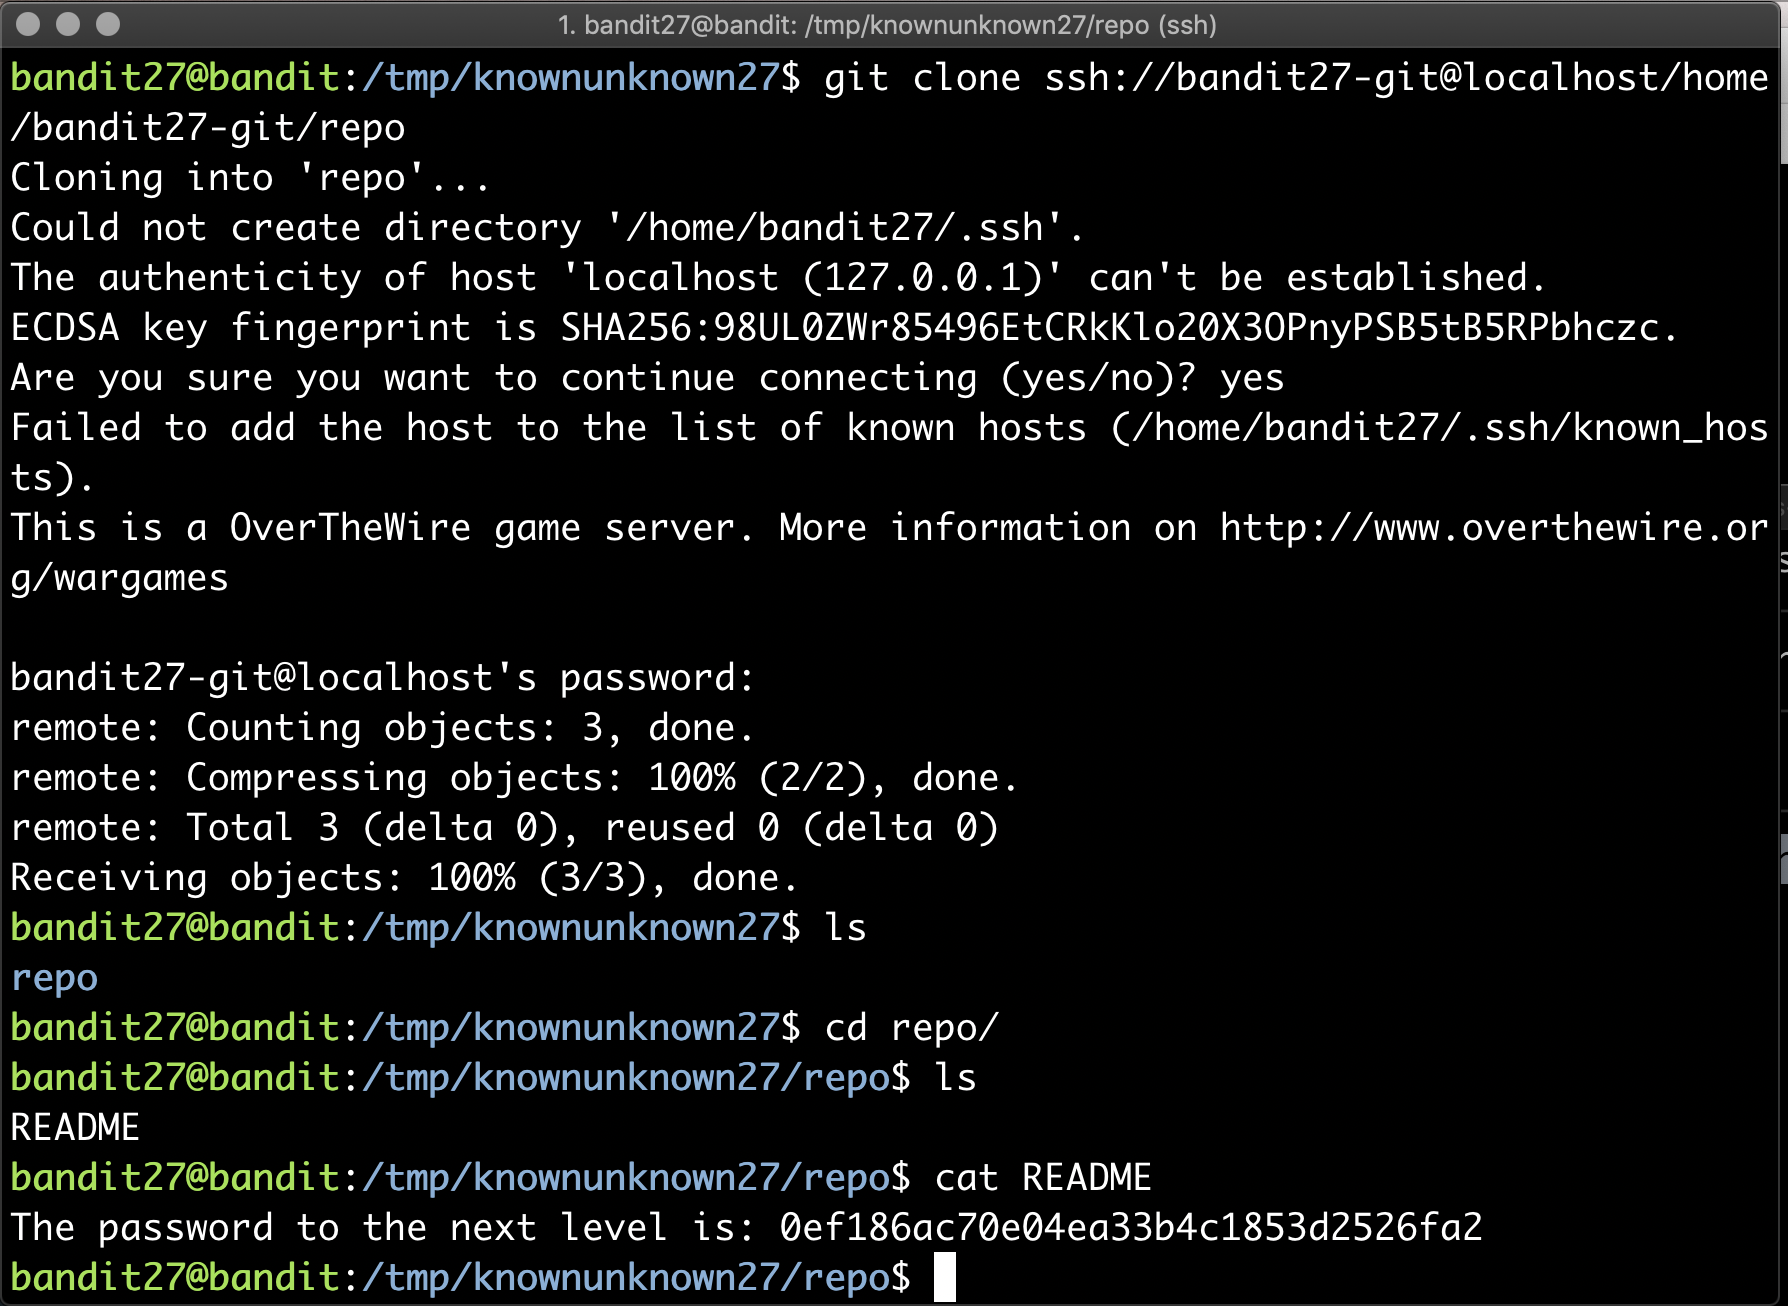 1. bandit27@bandit: /tmp/knownunknown27/repo (ssh)
bandit27@bandit:/tmp/knownunknown27$ git clone ssh://bandit27-git@localhost/home
/bandit27-git/repo
Cloning into 'repo'...
Could not create directory '/home/bandit27/.ssh'.
The authenticity of host 'localhost (127.0.0.1)' can't be established.
ECDSA key fingerprint is SHA256:98UL0ZWr85496EtCRkKlo20X3OPnyPSB5tB5RPbhczc.
Are you sure you want to continue connecting (yes/no)? yes
Failed to add the host to the list of known hosts (/home/bandit27/.ssh/known_hos
ts).
This is a OverTheWire game server. More information on http://www.overthewire.or
g/wargames

bandit27-git@localhost's password:
remote: Counting objects: 3, done.
remote: Compressing objects: 100% (2/2), done.
remote: Total 3 (delta 0), reused 0 (delta 0)
Receiving objects: 100% (3/3), done.
bandit27@bandit:/tmp/knownunknown27$ ls
repo
bandit27@bandit:/tmp/knownunknown27$ cd repo/
bandit27@bandit:/tmp/knownunknown27/repo$ ls
README
bandit27@bandit:/tmp/knownunknown27/repo$ cat README
The password to the next level is: 0ef186ac70e04ea33b4c1853d2526fa2
bandit27@bandit:/tmp/knownunknown27/repo$